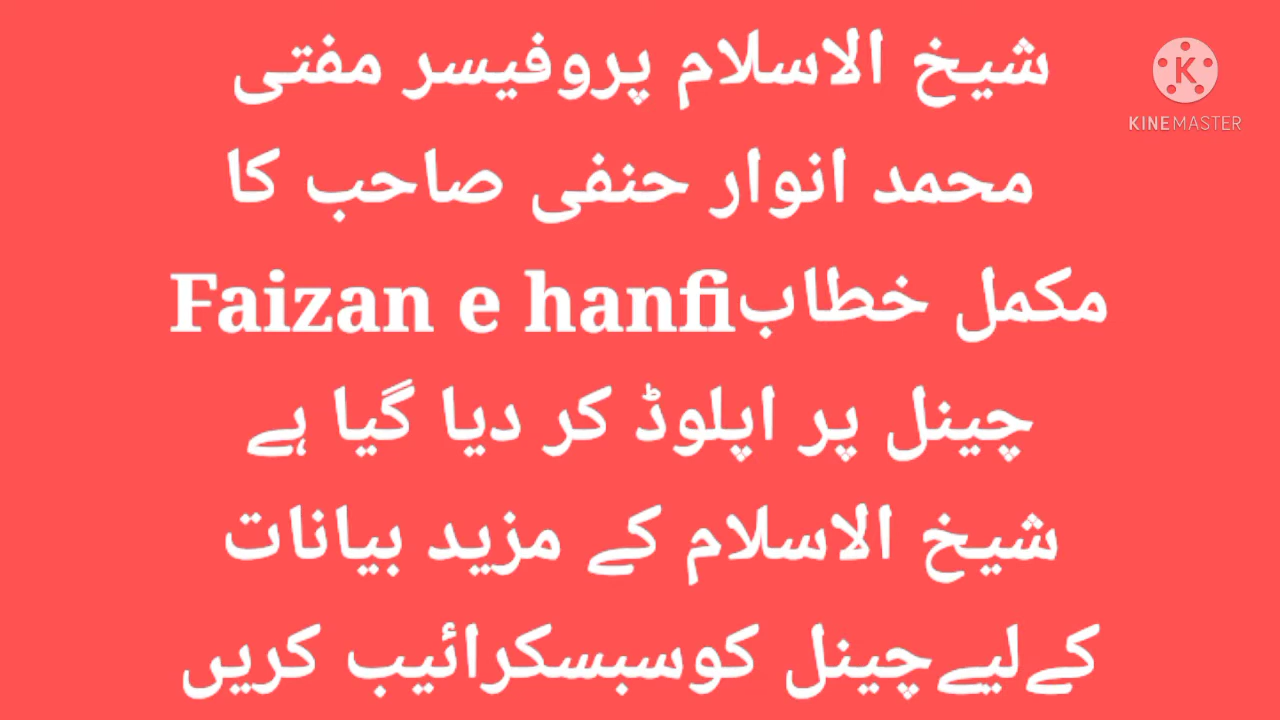 شیخ الاسلام پروفیسر مفتی
محمد انوار حنفی صاحب کا
مکمل خطابFaizan e hanfi
چینل پر اپلوڈ کر دیا گیا ہے
شیخ الاسلام کے مزید بیانات
کےلیےچینل کوسبسکرائیب کریں
K
KINEMASTER